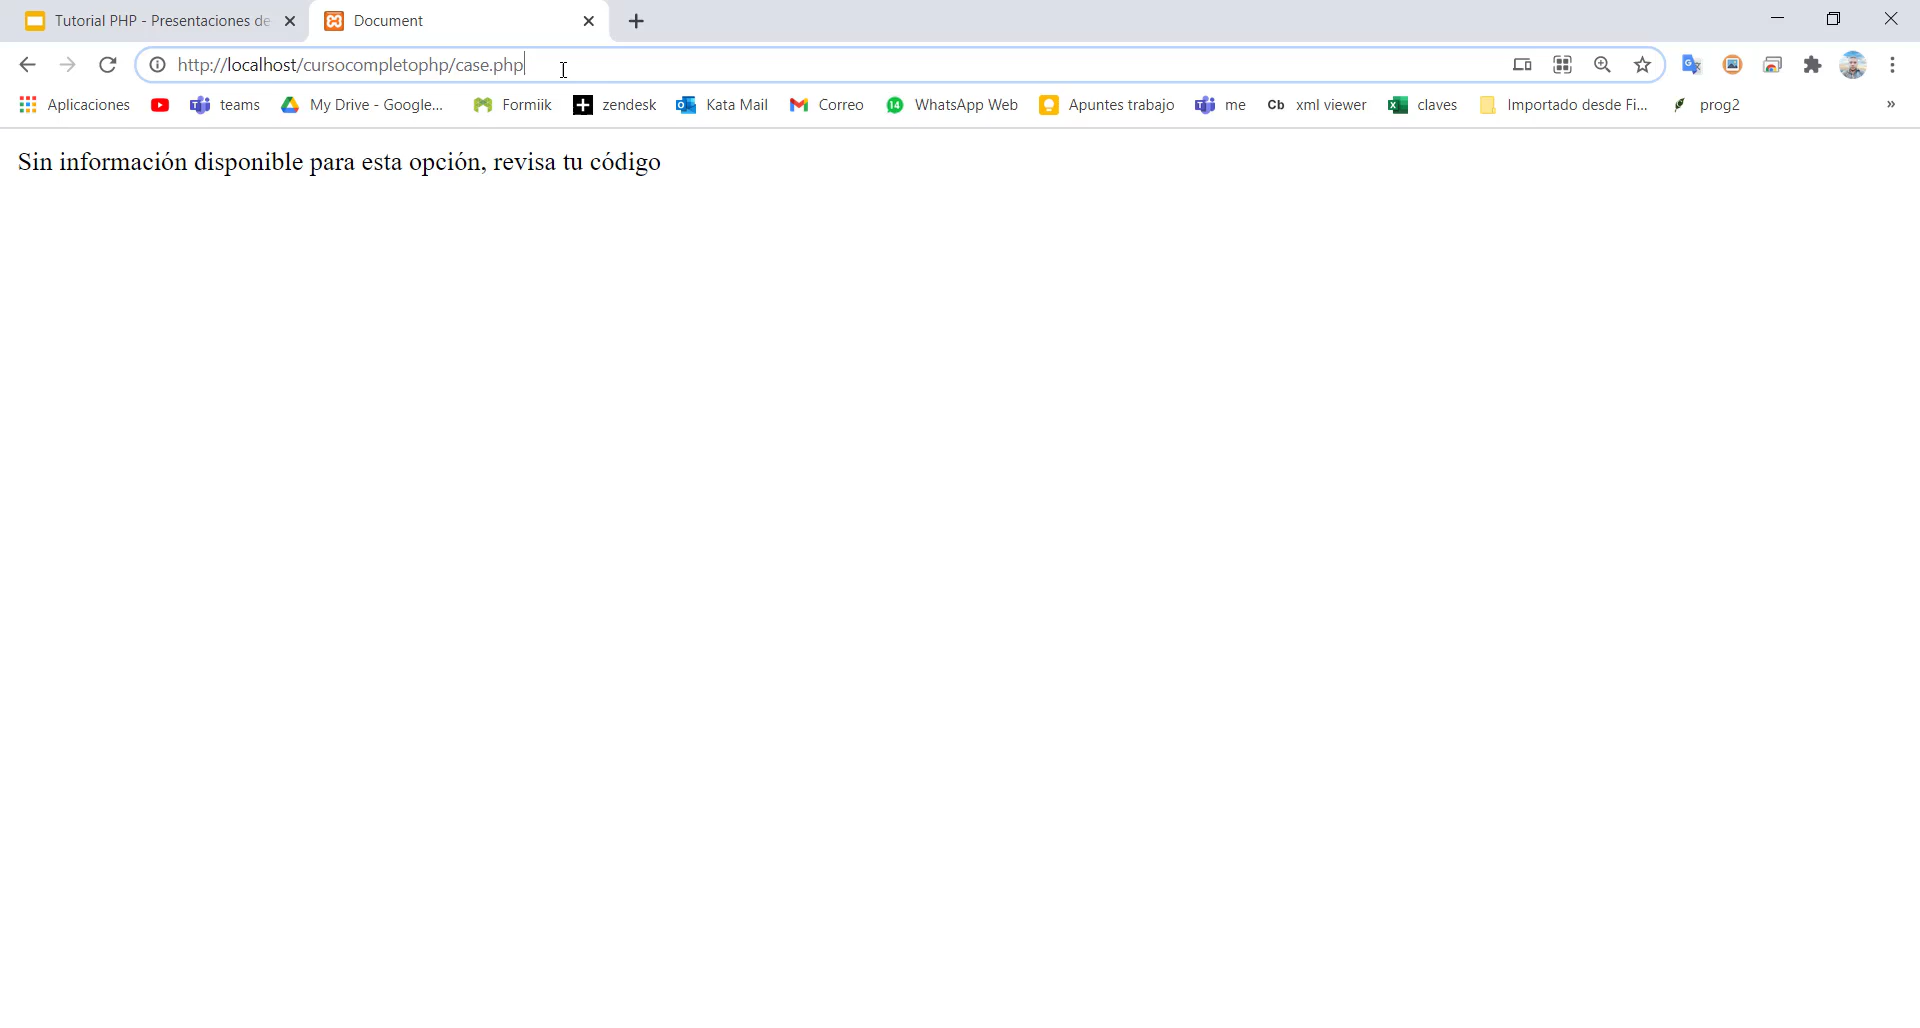 Tutorial PHP - Presentaciones de
Document
http://localhost/cursocompletophp/case.php
Aplicaciones
teams
My Drive - Google...
Formiik
zendesk
Kata Mail
Correo
14
WhatsApp Web
Apuntes trabajo
me
Cb
xml viewer
claves
Importado desde Fi...
prog2
»
Sin información disponible para esta opción, revisa tu código